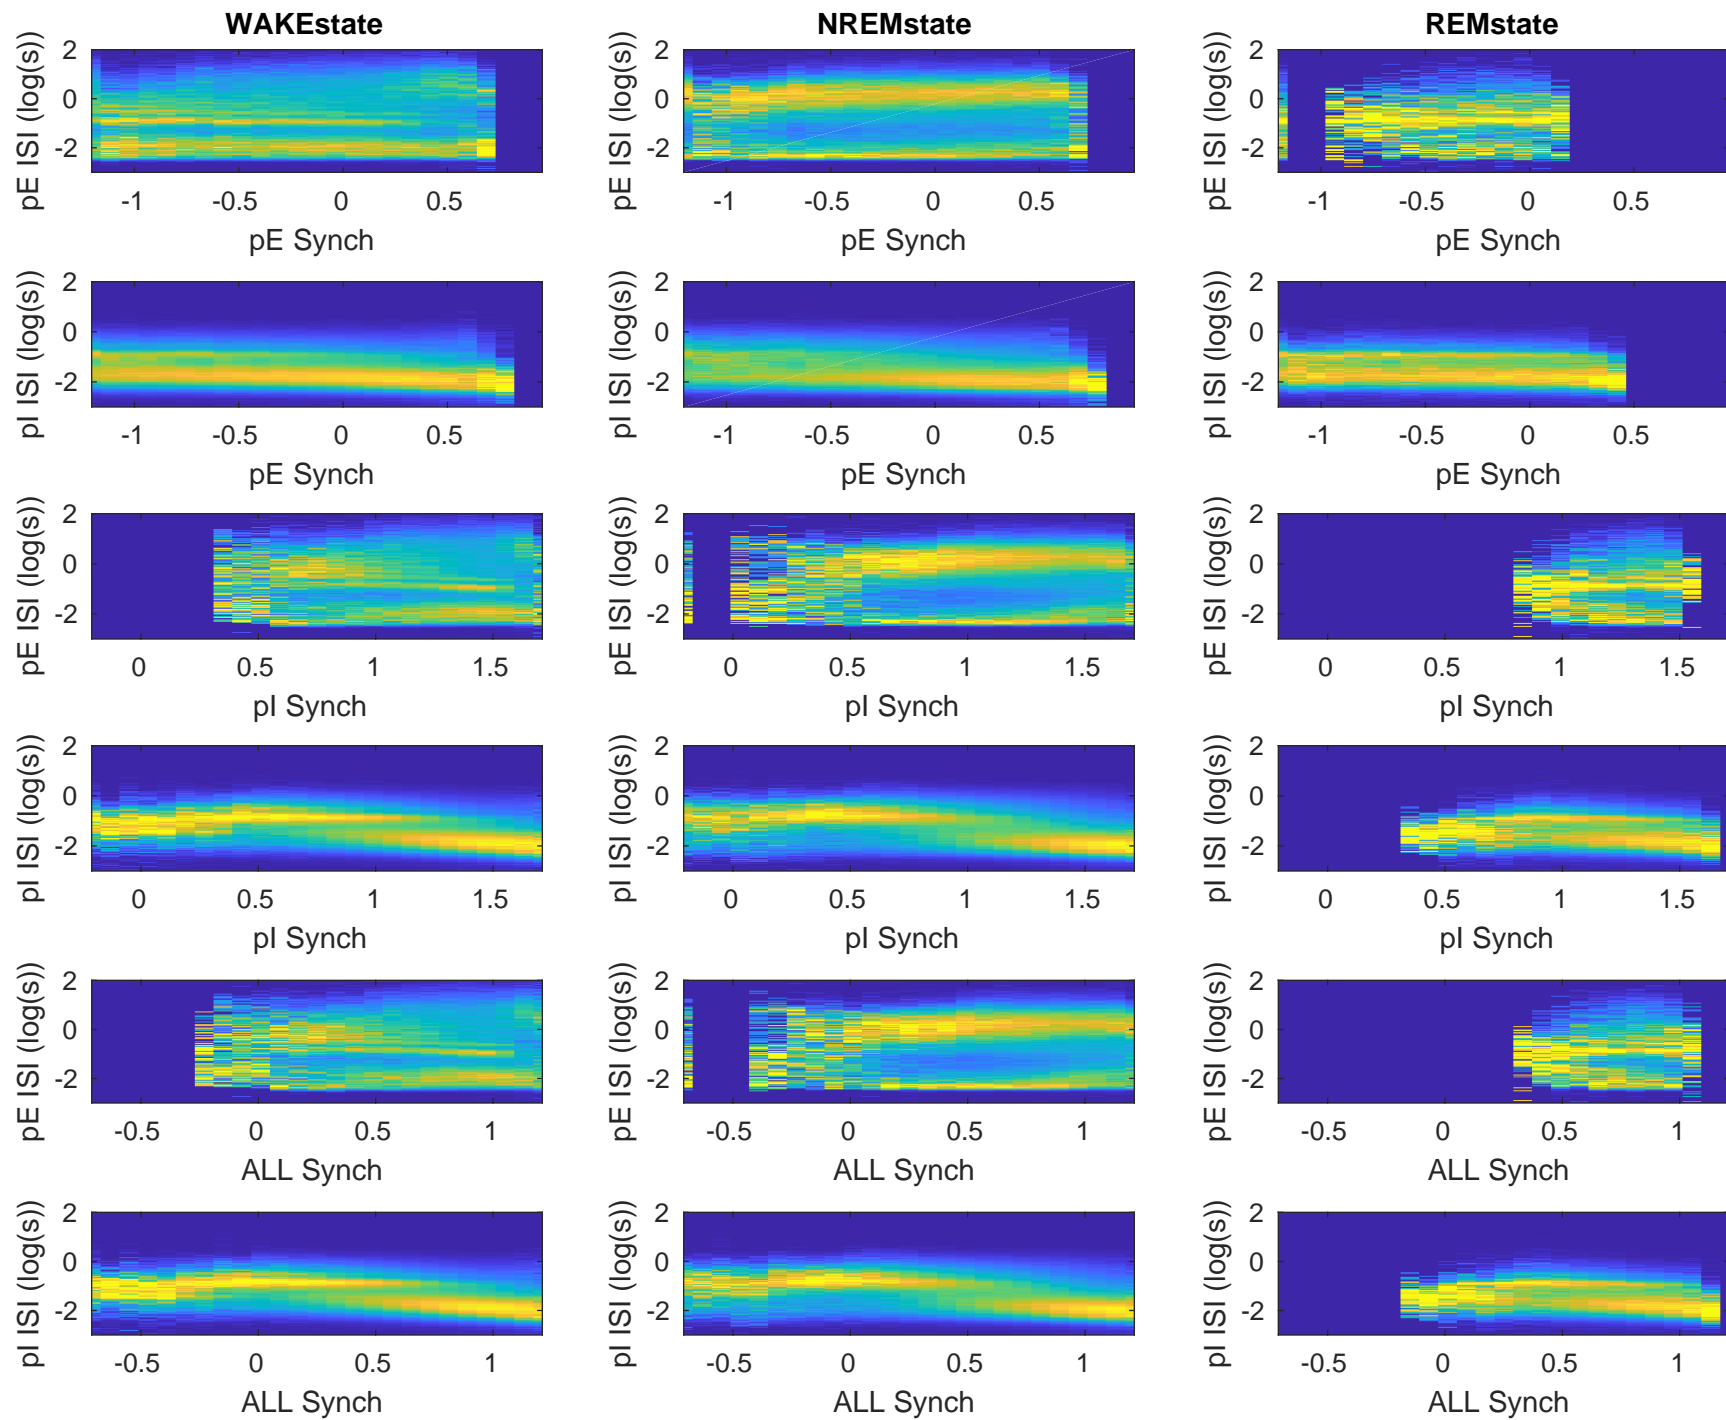 WAKEstate NREMstate REMstate
pE ISI (log(s)) 2 0 -2 pE ISI (log(s)) 2 0 -2 pE ISI (log(s)) 2 0 -2
-1 -0.5 0 0.5 -1 -0.5 0 0.5 -1 -0.5 0 0.5
pE Synch pE Synch pE Synch
pI ISI (log(s)) 2 0 -2 pI ISI (log(s)) 2 0 -2 pI ISI (log(s)) 2 0 -2
-1 -0.5 0 0.5 -1 -0.5 0 0.5 -1 -0.5 0 0.5
pE Synch pE Synch pE Synch
pE ISI (log(s)) 2 0 -2 pE ISI (log(s)) 2 0 -2 pE ISI (log(s)) 2 0 -2
0 0.5 1 1.5 0 0.5 1 1.5 0 0.5 1 1.5
pI Synch pI Synch pI Synch
pI ISI (log(s)) 2 0 -2 pI ISI (log(s)) 2 0 -2 pI ISI (log(s)) 2 0 -2
0 0.5 1 1.5 0 0.5 1 1.5 0 0.5 1 1.5
pI Synch pI Synch pI Synch
pE ISI (log(s)) 2 0 -2 pE ISI (log(s)) 2 0 -2 pE ISI (log(s)) 2 0 -2
-0.5 0 0.5 1 -0.5 0 0.5 1 -0.5 0 0.5 1
ALL Synch ALL Synch ALL Synch
pI ISI (log(s)) 2 0 -2 pI ISI (log(s)) 2 0 -2 pI ISI (log(s)) 2 0 -2
-0.5 0 0.5 1 -0.5 0 0.5 1 -0.5 0 0.5 1
ALL Synch ALL Synch ALL Synch